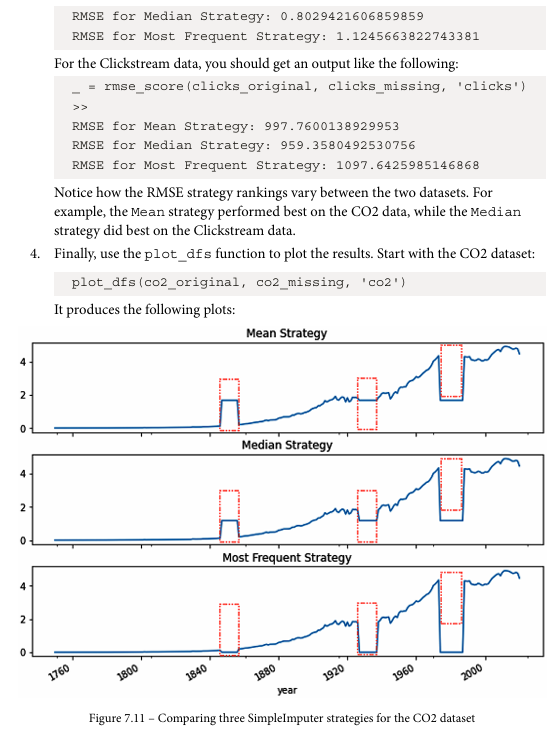 RMSE for Median Strategy: 0.8029421606859859
RMSE for Most Frequent Strategy: 1.1245663822743381
For the Clickstream data, you should get an output like the following:
_ = rmse_score(clicks_original, clicks_missing, 'clicks')
>>
RMSE for Mean Strategy: 997.7600138929953
RMSE for Median Strategy: 959.3580492530756
RMSE for Most Frequent Strategy: 1097.6425985146868
Notice how the RMSE strategy rankings vary between the two datasets. For
example, the Mean strategy performed best on the CO2 data, while the Median
strategy did best on the Clickstream data.
4. Finally, use the plot_dfs function to plot the results. Start with the CO2 dataset:
plot_dfs(co2_original, co2_missing, 'co2')
It produces the following plots:
Mean Strategy
4
2
0
Median Strategy
4
2
0
Most Frequent Strategy
4
2
0
1760 1800 1840 1880 1920 1960 2000
year
Figure 7.11 – Comparing three SimpleImputer strategies for the CO2 dataset